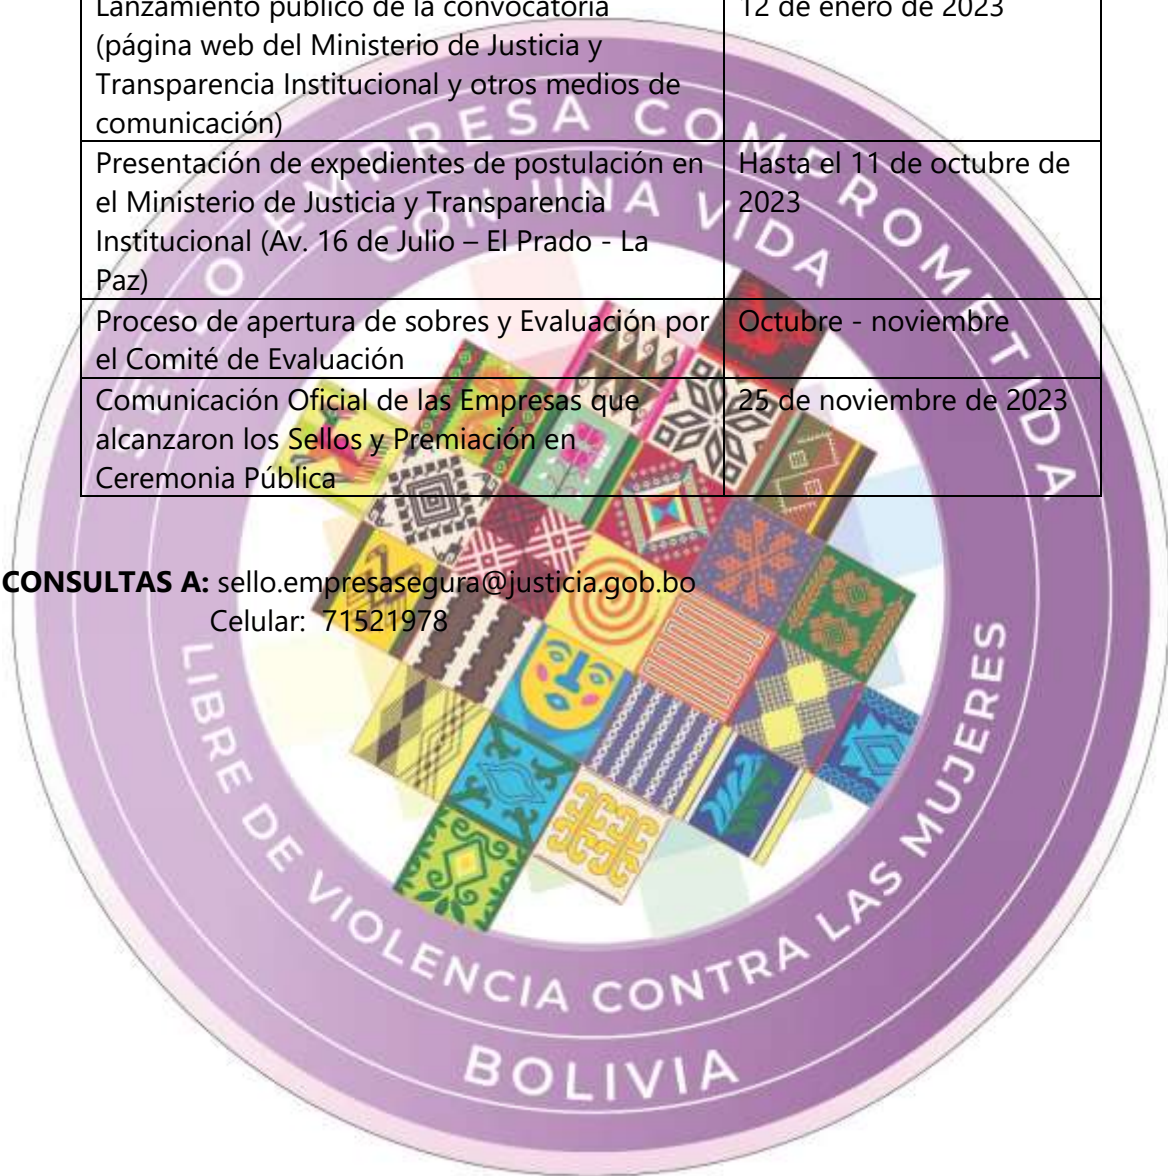 Lanzamiento público de la convocatoria
(página web del Ministerio de Justicia y
Transparencia Institucional y otros medios de
comunicación)
12 de enero de 2023
Presentación de expedientes de postulación en
el Ministerio de Justicia y Transparencia
Institucional (Av. 16 de Julio – El Prado - La
Paz)
Hasta el 11 de octubre de
2023
Proceso de apertura de sobres y Evaluación por
el Comité de Evaluación
Octubre - noviembre
Comunicación Oficial de las Empresas que
alcanzaron los Sellos y Premiación en
Ceremonia Pública
25 de noviembre de 2023
CONSULTAS A: sello.empresasegura@justicia.gob.bo
Celular: 71521978
SELLO EMPRESA COMPROMETIDA
CON UNA VIDA
LIBRE DE VIOLENCIA CONTRA LAS MUJERES
BOLIVIA